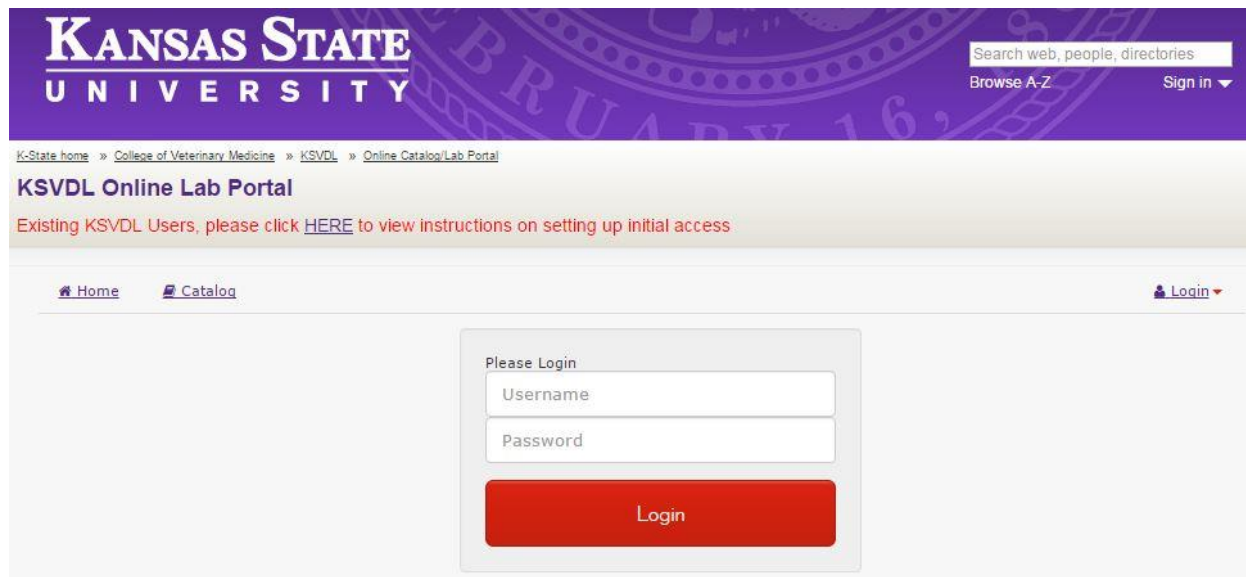 KANSAS STATE
UNIVERSITY
Search web, people, directories
Browse A-Z Sign in
BRUARY 16,
K-State home » College of Veterinary Medicine » KSVDL » Online Catalog/Lab Portal
KSVDL Online Lab Portal
Existing KSVDL Users, please click HERE to view instructions on setting up initial access
Home Catalog Login
Please Login
Username
Password
Login